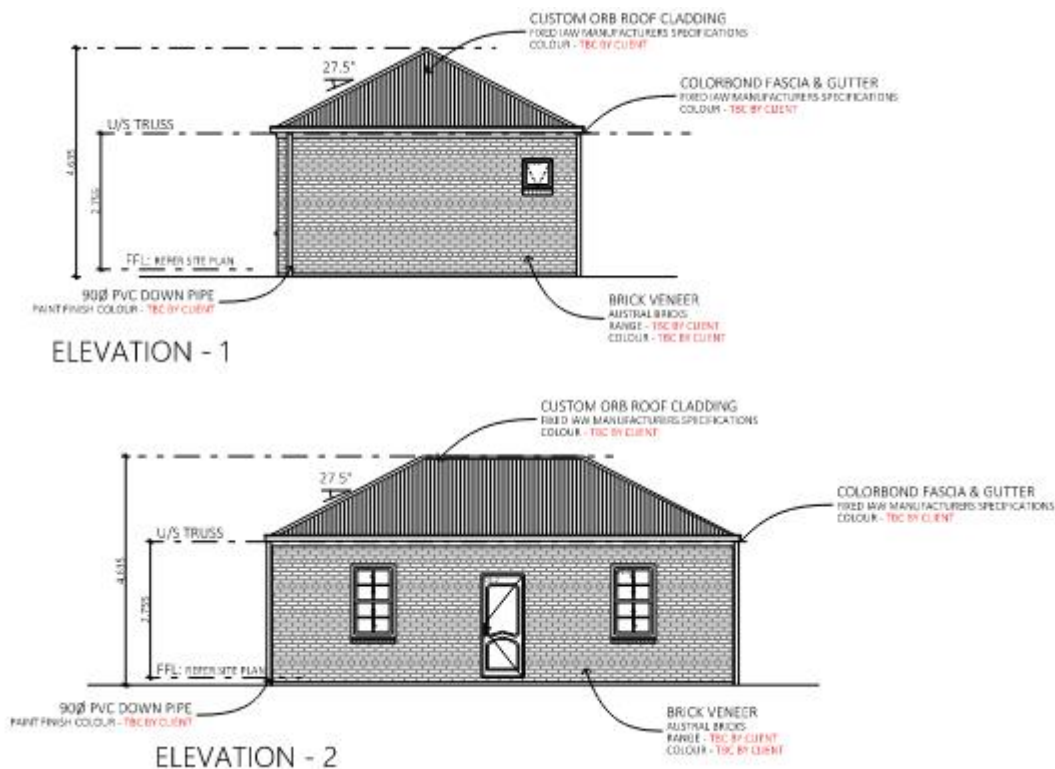 CUSTOM ORB ROOF CLADDING
FIXED IAW MANUFACTURERS SPECIFICATIONS
COLOUR - TBC BY CLIENT
27.5°
COLORBOND FASCIA & GUTTER
FIXED IAW MANUFACTURERS SPECIFICATIONS
COLOUR - TBC BY CLIENT
U/S TRUSS
4.635
2.755
FFL: REFER SITE PLAN
90Ø PVC DOWN PIPE
PAINT FINISH COLOUR - TBC BY CLIENT
BRICK VENEER
AUSTRAL BRICKS
RANGE - TBC BY CLIENT
COLOUR - TBC BY CLIENT
ELEVATION - 1
CUSTOM ORB ROOF CLADDING
FIXED IAW MANUFACTURERS SPECIFICATIONS
COLOUR - TBC BY CLIENT
27.5°
COLORBOND FASCIA & GUTTER
FIXED IAW MANUFACTURERS SPECIFICATIONS
COLOUR - TBC BY CLIENT
U/S TRUSS
4.635
2.755
FFL: REFER SITE PLAN
90Ø PVC DOWN PIPE
PAINT FINISH COLOUR - TBC BY CLIENT
BRICK VENEER
AUSTRAL BRICKS
RANGE - TBC BY CLIENT
COLOUR - TBC BY CLIENT
ELEVATION - 2